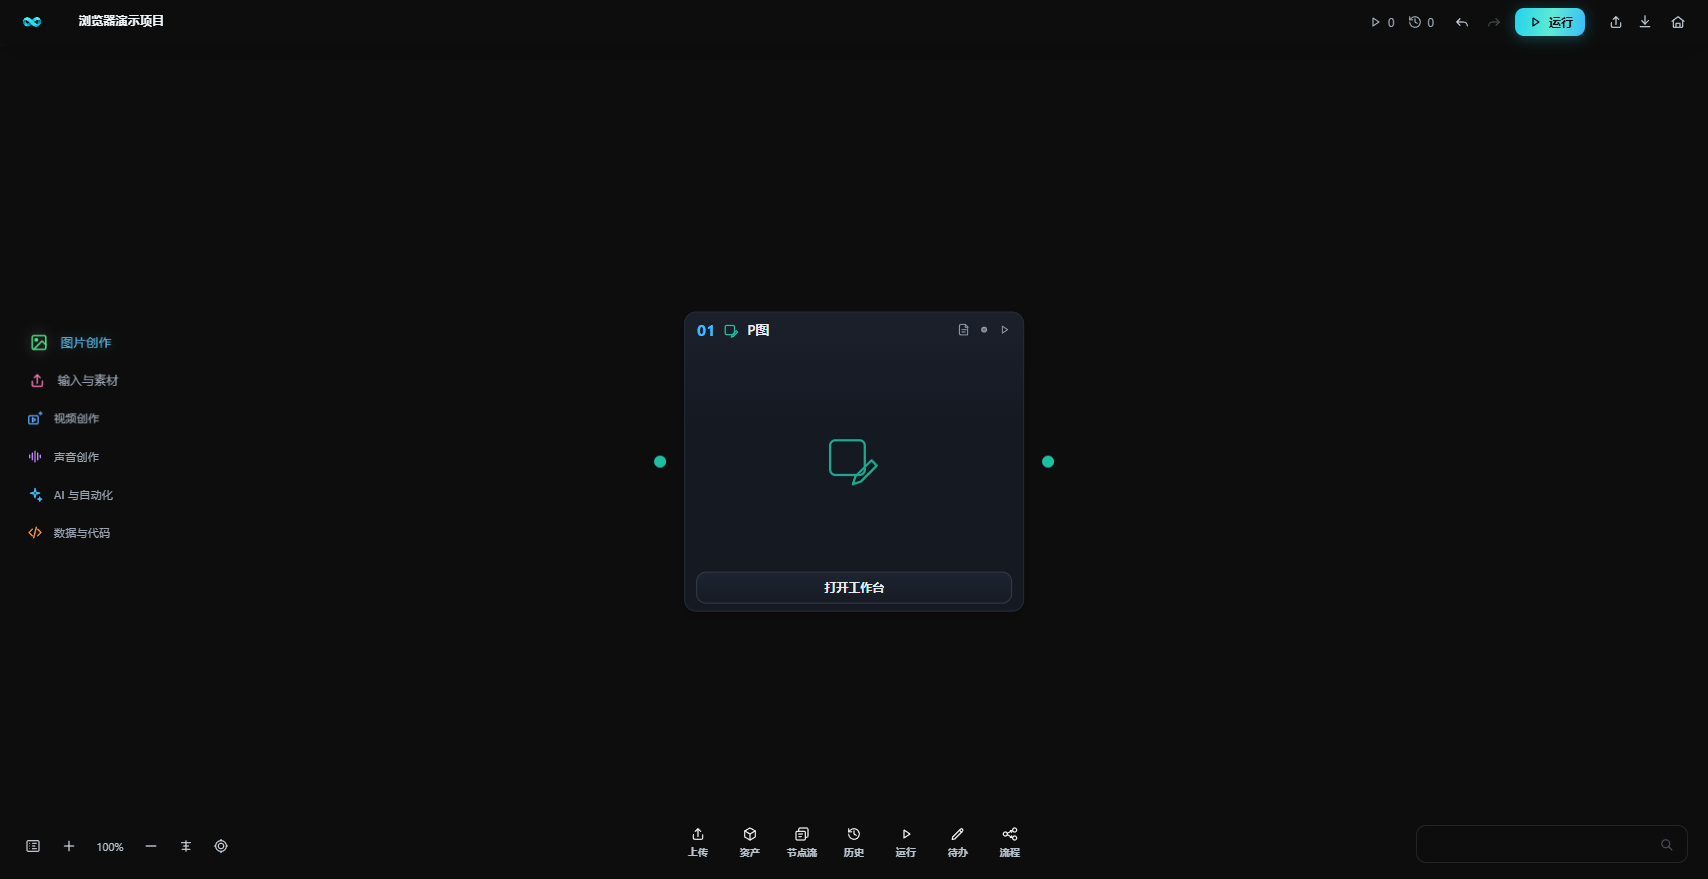 浏览器演示项目
0
0
运行
图片创作
输入与素材
视频创作
声音创作
AI 与自动化
数据与代码
01 P图
打开工作台
100%
上传
资产
节点流
历史
运行
待办
流程